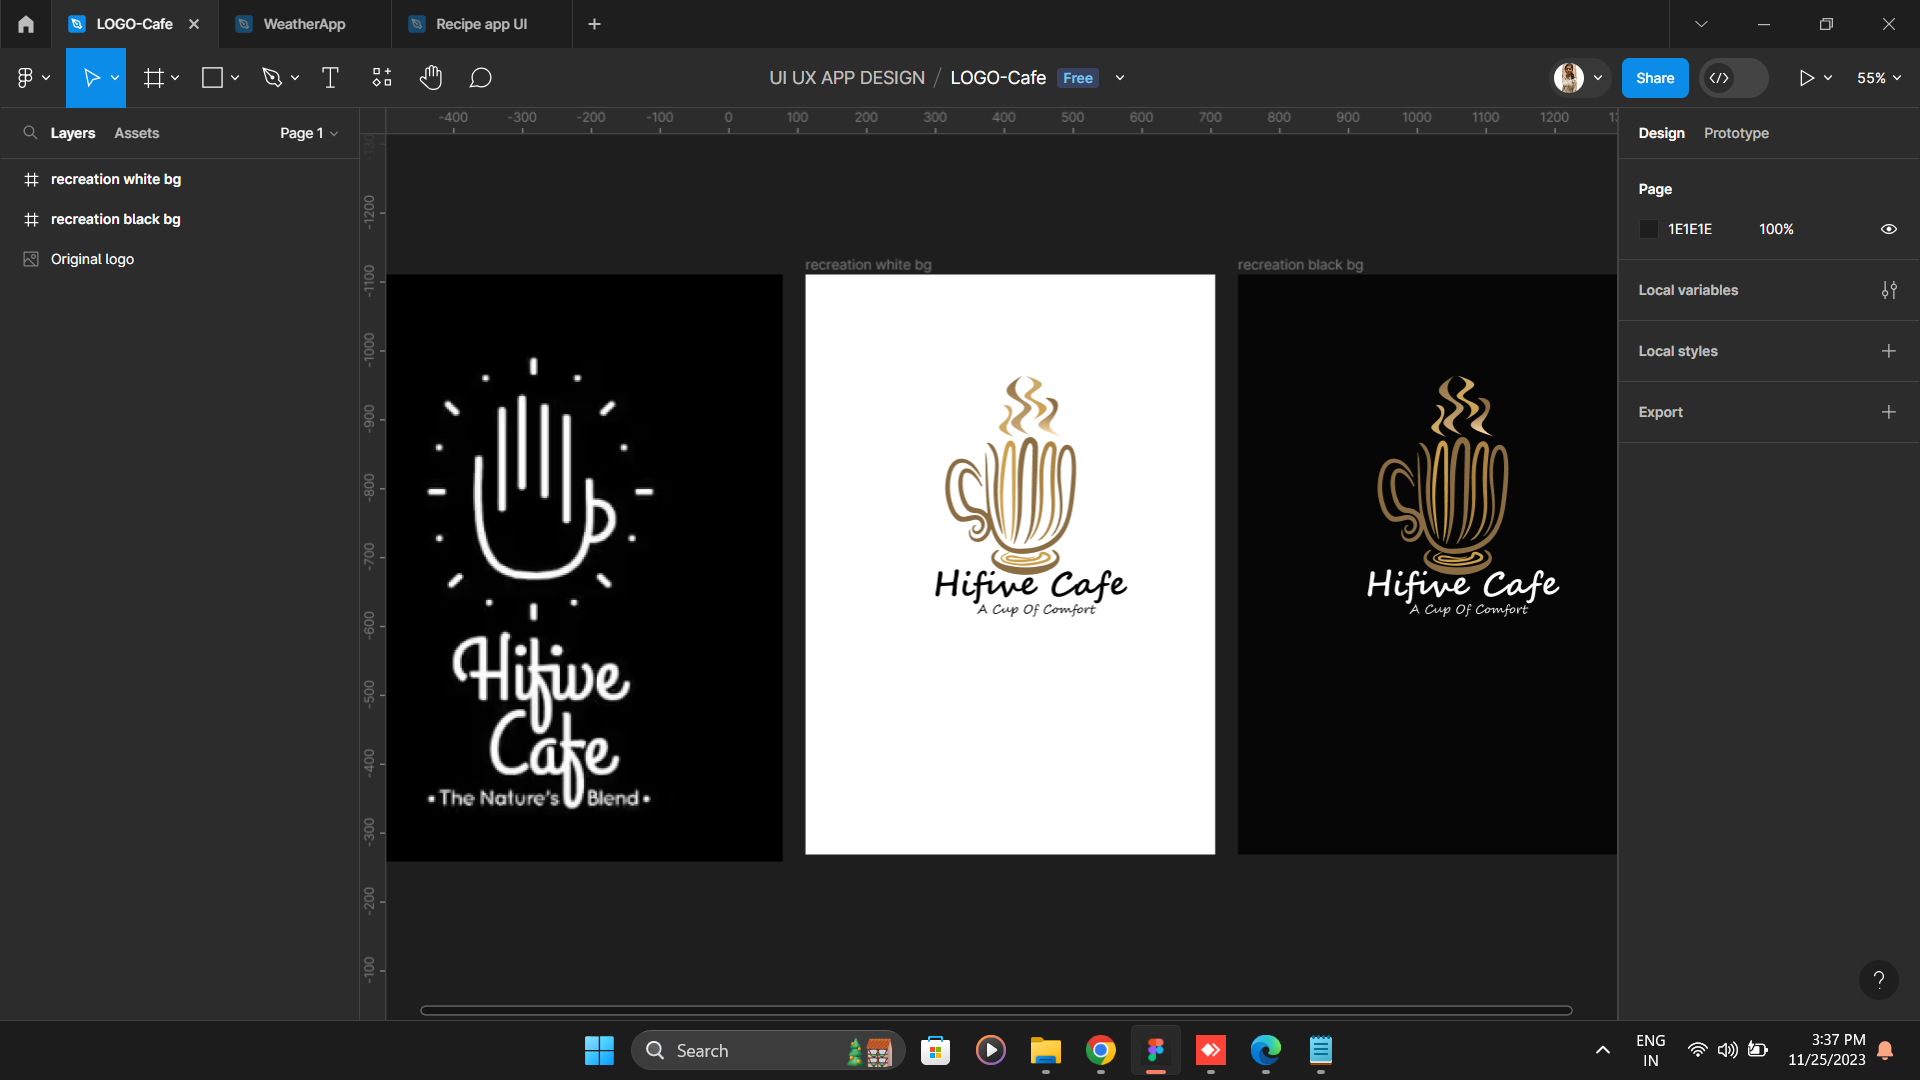 LOGO-Cafe
WeatherApp
Recipe app UI
UI UX APP DESIGN / LOGO-Cafe Free
Share
55%
Layers Assets Page 1
recreation white bg
recreation black bg
Original logo
-400 -300 -200 -100 0 100 200 300 400 500 600 700 800 900 1000 1100 1200
-1200
-1100
-1000
-900
-800
-700
-600
-500
-400
-300
-200
-100
Hifive
Cafe
The Nature's Blend
recreation white bg
Hifive Cafe
A Cup Of Comfort
recreation black bg
Hifive Cafe
A Cup Of Comfort
Design Prototype
Page
1E1E1E 100%
Local variables
Local styles
Export
?
Search
ENG
IN
3:37 PM
11/25/2023